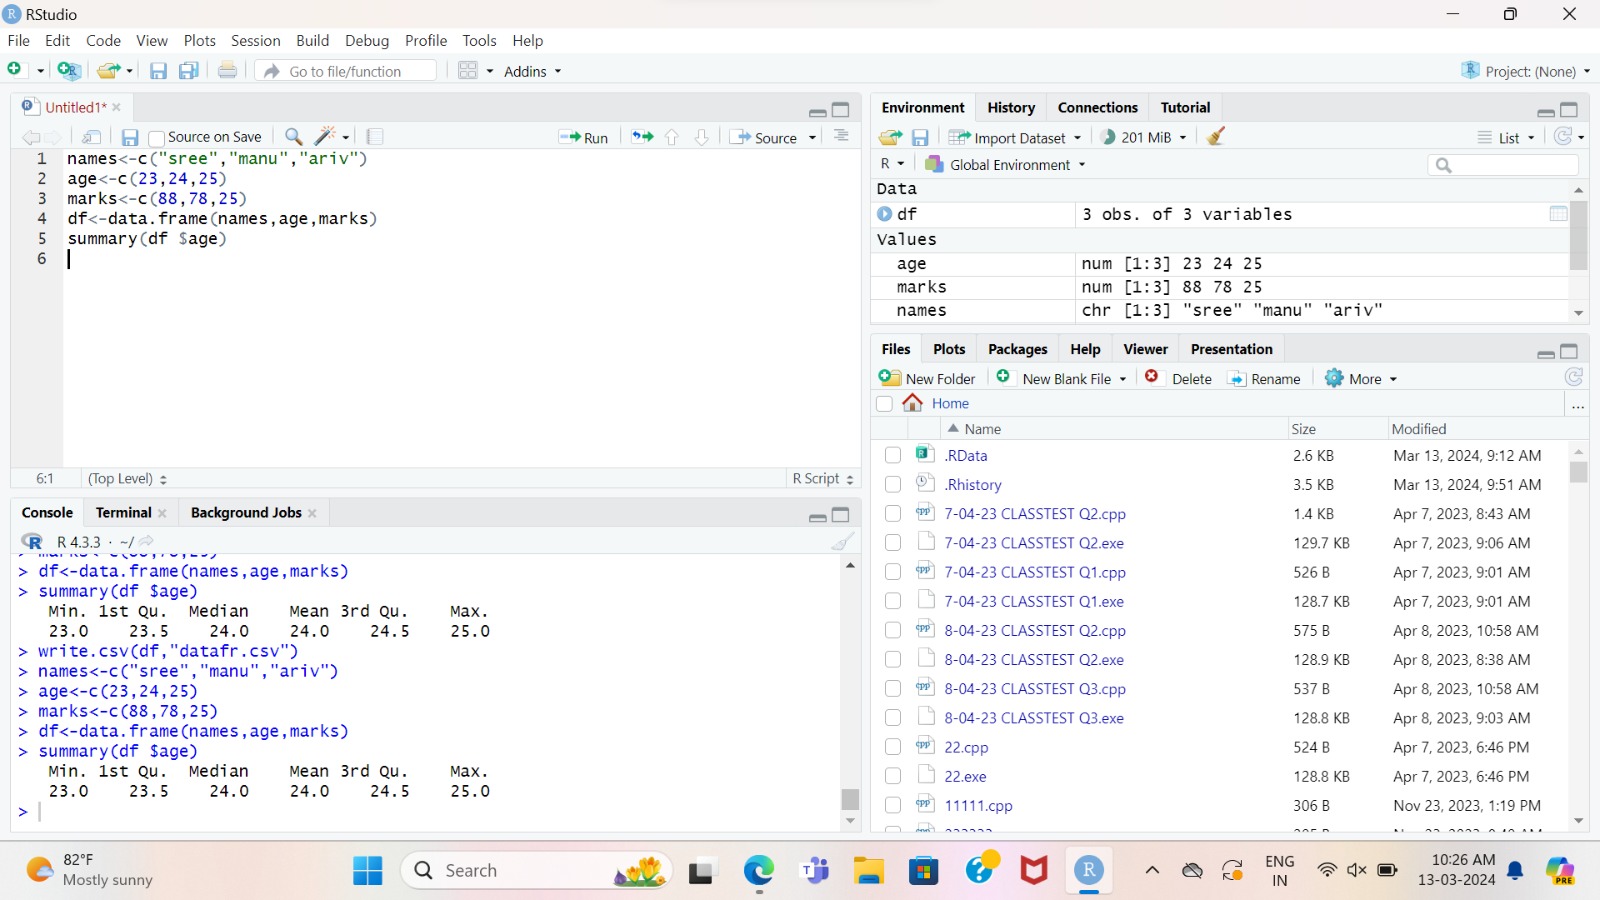 RStudio
File Edit Code View Plots Session Build Debug Profile Tools Help
Go to file/function Addins Project: (None)
Untitled1*
Source on Save Run Source
1 names<-c("sree","manu","ariv")
2 age<-c(23,24,25)
3 marks<-c(88,78,25)
4 df<-data.frame(names,age,marks)
5 summary(df $age)
6
6:1 (Top Level) R Script
Console Terminal Background Jobs
R 4.3.3 · ~/
> df<-data.frame(names,age,marks)
> summary(df $age)
Min. 1st Qu. Median Mean 3rd Qu. Max.
23.0 23.5 24.0 24.0 24.5 25.0
> write.csv(df,"datafr.csv")
> names<-c("sree","manu","ariv")
> age<-c(23,24,25)
> marks<-c(88,78,25)
> df<-data.frame(names,age,marks)
> summary(df $age)
Min. 1st Qu. Median Mean 3rd Qu. Max.
23.0 23.5 24.0 24.0 24.5 25.0
>
Environment History Connections Tutorial
Import Dataset 201 MiB List
R Global Environment
Data
df 3 obs. of 3 variables
Values
age num [1:3] 23 24 25
marks num [1:3] 88 78 25
names chr [1:3] "sree" "manu" "ariv"
Files Plots Packages Help Viewer Presentation
New Folder New Blank File Delete Rename More
Home ...
Name Size Modified
.RData 2.6 KB Mar 13, 2024, 9:12 AM
.Rhistory 3.5 KB Mar 13, 2024, 9:51 AM
7-04-23 CLASSTEST Q2.cpp 1.4 KB Apr 7, 2023, 8:43 AM
7-04-23 CLASSTEST Q2.exe 129.7 KB Apr 7, 2023, 9:06 AM
7-04-23 CLASSTEST Q1.cpp 526 B Apr 7, 2023, 9:01 AM
7-04-23 CLASSTEST Q1.exe 128.7 KB Apr 7, 2023, 9:01 AM
8-04-23 CLASSTEST Q2.cpp 575 B Apr 8, 2023, 10:58 AM
8-04-23 CLASSTEST Q2.exe 128.9 KB Apr 8, 2023, 8:38 AM
8-04-23 CLASSTEST Q3.cpp 537 B Apr 8, 2023, 10:58 AM
8-04-23 CLASSTEST Q3.exe 128.8 KB Apr 8, 2023, 9:03 AM
22.cpp 524 B Apr 7, 2023, 6:46 PM
22.exe 128.8 KB Apr 7, 2023, 6:46 PM
11111.cpp 306 B Nov 23, 2023, 1:19 PM
82°F
Mostly sunny
Search
ENG
IN
10:26 AM
13-03-2024
PRE